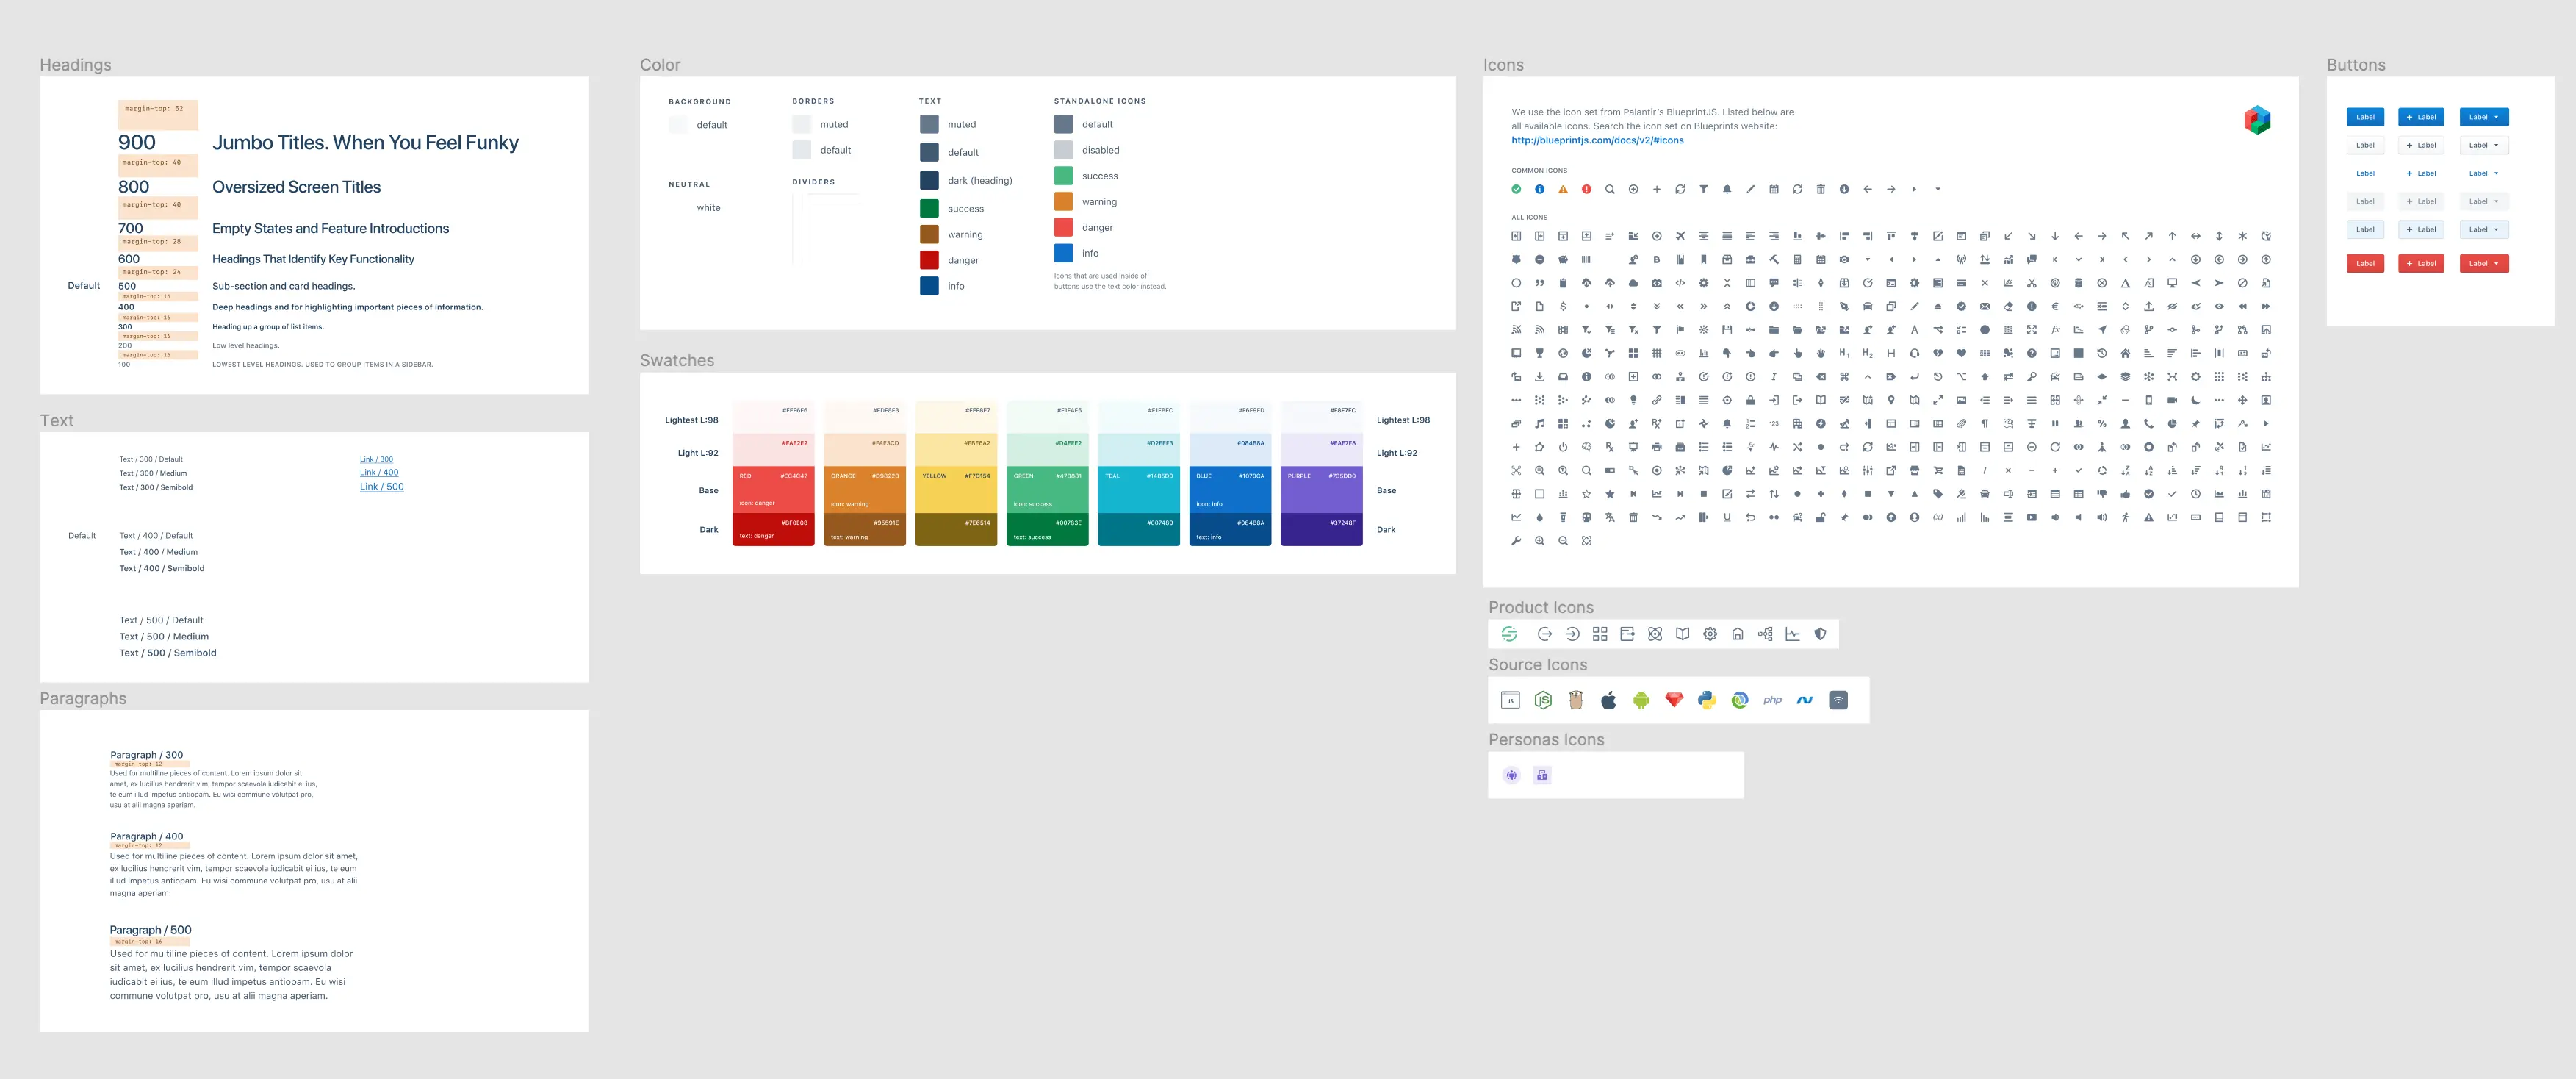 Headings
margin-top: 52
900 Jumbo Titles. When You Feel Funky
margin-top: 40
800 Oversized Screen Titles
margin-top: 40
700 Empty States and Feature Introductions
margin-top: 28
600 Headings That Identify Key Functionality
margin-top: 24
Default 500 Sub-section and card headings.
margin-top: 16
400 Deep headings and for highlighting important pieces of information.
margin-top: 16
300 Heading up a group of list items.
margin-top: 16
200 Low level headings.
margin-top: 16
100 LOWEST LEVEL HEADINGS. USED TO GROUP ITEMS IN A SIDEBAR.
Text
Text / 300 / Default Link / 300
Text / 300 / Medium Link / 400
Text / 300 / Semibold Link / 500
Default Text / 400 / Default
Text / 400 / Medium
Text / 400 / Semibold
Text / 500 / Default
Text / 500 / Medium
Text / 500 / Semibold
Paragraphs
Paragraph / 300
margin-top: 12
Used for multiline pieces of content. Lorem ipsum dolor sit
amet, ex lucilius hendrerit vim, tempor scaevola iudicabit ei ius,
te eum illud impetus antiopam. Eu wisi commune volutpat pro,
usu at alii magna aperiam.
Paragraph / 400
margin-top: 12
Used for multiline pieces of content. Lorem ipsum dolor sit amet,
ex lucilius hendrerit vim, tempor scaevola iudicabit ei ius, te eum
illud impetus antiopam. Eu wisi commune volutpat pro, usu at alii
magna aperiam.
Paragraph / 500
margin-top: 14
Used for multiline pieces of content. Lorem ipsum dolor
sit amet, ex lucilius hendrerit vim, tempor scaevola
iudicabit ei ius, te eum illud impetus antiopam. Eu wisi
commune volutpat pro, usu at alii magna aperiam.
Color
BACKGROUND
default
NEUTRAL
white
BORDERS
muted
default
DIVIDERS
TEXT
muted
default
dark (heading)
success
warning
danger
info
STANDALONE ICONS
default
disabled
success
warning
danger
info
Icons that are used inside of
buttons use the text color instead.
Swatches
Lightest L:98 #FEF6F6 #FDF8F3 #FEF8E7 #F1FAF5 #F1FBFC #F6F8FD #F8F7FC Lightest L:98
Light L:92 #FAE2E2 #FAE3CD #FBE6A2 #D4EEE2 #D2EEF3 #084B8A #EAE7F8 Light L:92
RED #EC4C47 ORANGE #D9822B YELLOW #F7D154 GREEN #47B881 TEAL #14B5D0 BLUE #1070CA PURPLE #735DD0
Base Base
icon: danger icon: warning icon: success icon: info
#BF0E08 #95591E #7E6514 #00783E #007489 #084B8A #37248F
Dark Dark
text: danger text: warning text: success text: info
Icons
We use the icon set from Palantir's BlueprintJS. Listed below are
all available icons. Search the icon set on Blueprints website:
http://blueprintjs.com/docs/v2/#icons
COMMON ICONS
ALL ICONS
Product Icons
Source Icons
JS
JS
php
Personas Icons
Buttons
Label + Label Label
Label + Label Label
Label + Label Label
Label + Label Label
Label + Label Label
Label + Label Label